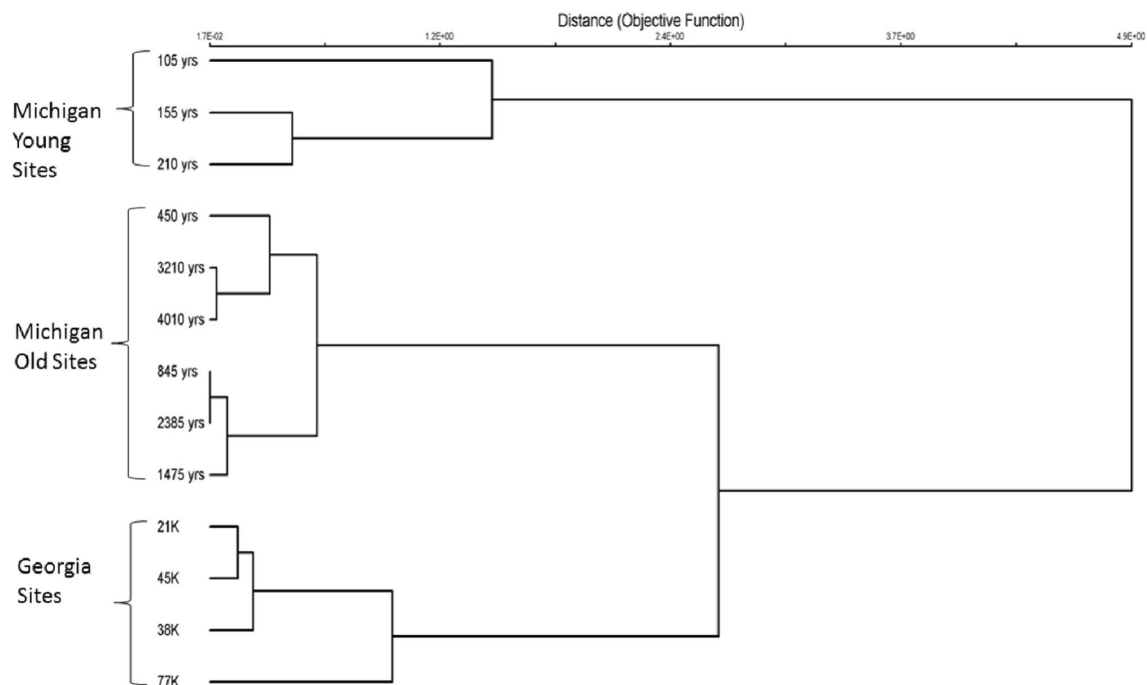 Distance (Objective Function)
1.7E-02 1.2E+00 2.4E+00 3.7E+00 4.9E+00
Michigan
Young
Sites
105 yrs
155 yrs
210 yrs
Michigan
Old Sites
450 yrs
3210 yrs
4010 yrs
845 yrs
2385 yrs
1475 yrs
Georgia
Sites
21K
45K
38K
77K